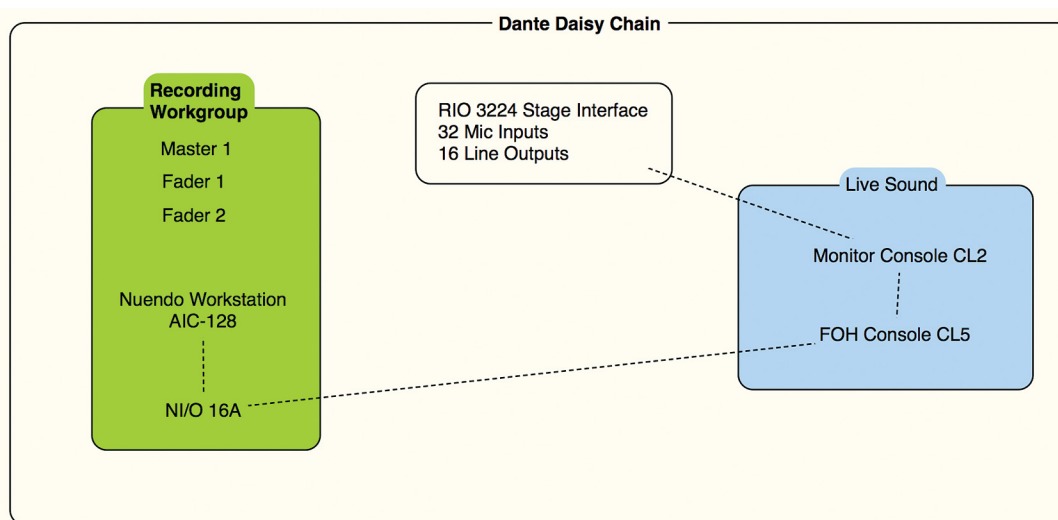 Dante Daisy Chain
Recording
Workgroup
Master 1
Fader 1
Fader 2
Nuendo Workstation
AIC-128
NI/O 16A
RIO 3224 Stage Interface
32 Mic Inputs
16 Line Outputs
Live Sound
Monitor Console CL2
FOH Console CL5